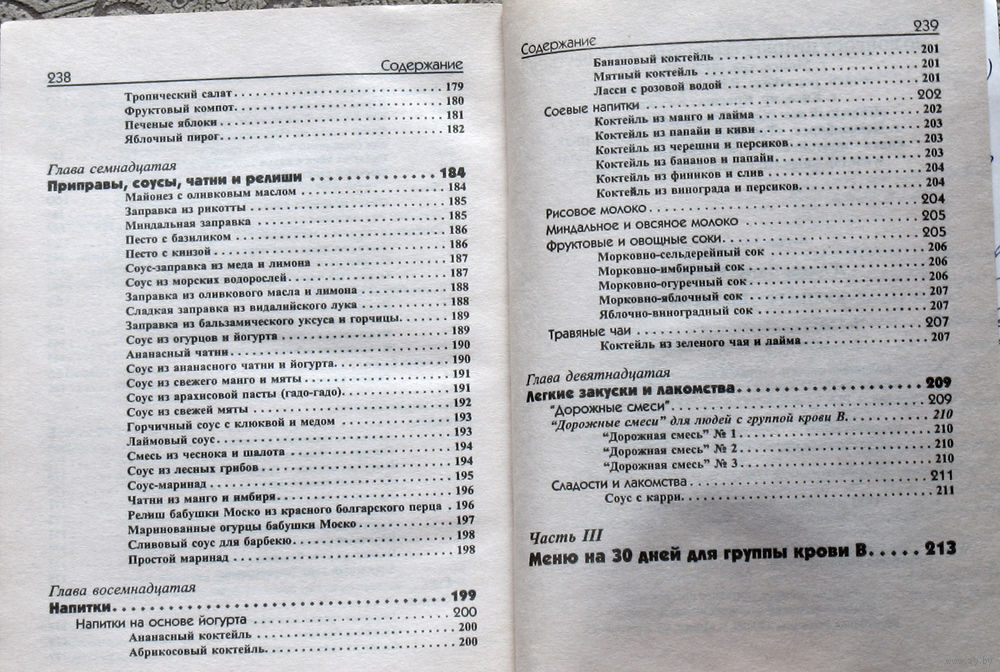 238 Содержание
Тропический салат 179
Фруктовый компот 180
Печеные яблоки 181
Яблочный пирог 182
Глава семнадцатая
Приправы, соусы, чатни и релиши 184
Майонез с оливковым маслом 184
Заправка из рикотты 185
Миндальная заправка 185
Песто с базиликом 186
Песто с кинзой 186
Соус-заправка из меда и лимона 187
Соус из морских водорослей 187
Заправка из оливкового масла и лимона 188
Сладкая заправка из видалийского лука 188
Заправка из бальзамического уксуса и горчицы 189
Соус из огурцов и йогурта 189
Ананасный чатни 190
Соус из ананасного чатни и йогурта 190
Соус из свежего манго и мяты 191
Соус из арахисовой пасты (гадо-гадо) 191
Соус из свежей мяты 192
Горчичный соус с клюквой и медом 193
Лаймовый соус 193
Смесь из чеснока и шалота 194
Соус из лесных грибов 194
Соус-маринад 195
Чатни из манго и имбиря 196
Релиш бабушки Моско из красного болгарского перца 196
Маринованные огурцы бабушки Моско 197
Сливовый соус для барбекю 198
Простой маринад 198
Глава восемнадцатая
Напитки 199
Напитки на основе йогурта 200
Ананасный коктейль 200
Абрикосовый коктейль 200
Содержание 239
Банановый коктейль 201
Мятный коктейль 201
Ласси с розовой водой 201
Соевые напитки 202
Коктейль из манго и лайма 202
Коктейль из папайи и киви 203
Коктейль из черешни и персиков 203
Коктейль из бананов и папайи 203
Коктейль из фиников и слив 204
Коктейль из винограда и персиков 204
Рисовое молоко 204
Миндальное и овсяное молоко 205
Фруктовые и овощные соки 205
Морковно-сельдерейный сок 206
Морковно-имбирный сок 206
Морковно-огуречный сок 206
Морковно-яблочный сок 207
Яблочно-виноградный сок 207
Травяные чаи 207
Коктейль из зеленого чая и лайма 207
Глава девятнадцатая
Легкие закуски и лакомства 209
"Дорожные смеси" 209
"Дорожные смеси" для людей с группой крови В 210
"Дорожная смесь" № 1 210
"Дорожная смесь" № 2 210
"Дорожная смесь" № 3 210
Сладости и лакомства 211
Соус с карри 211
Часть III
Меню на 30 дней для группы крови В 213